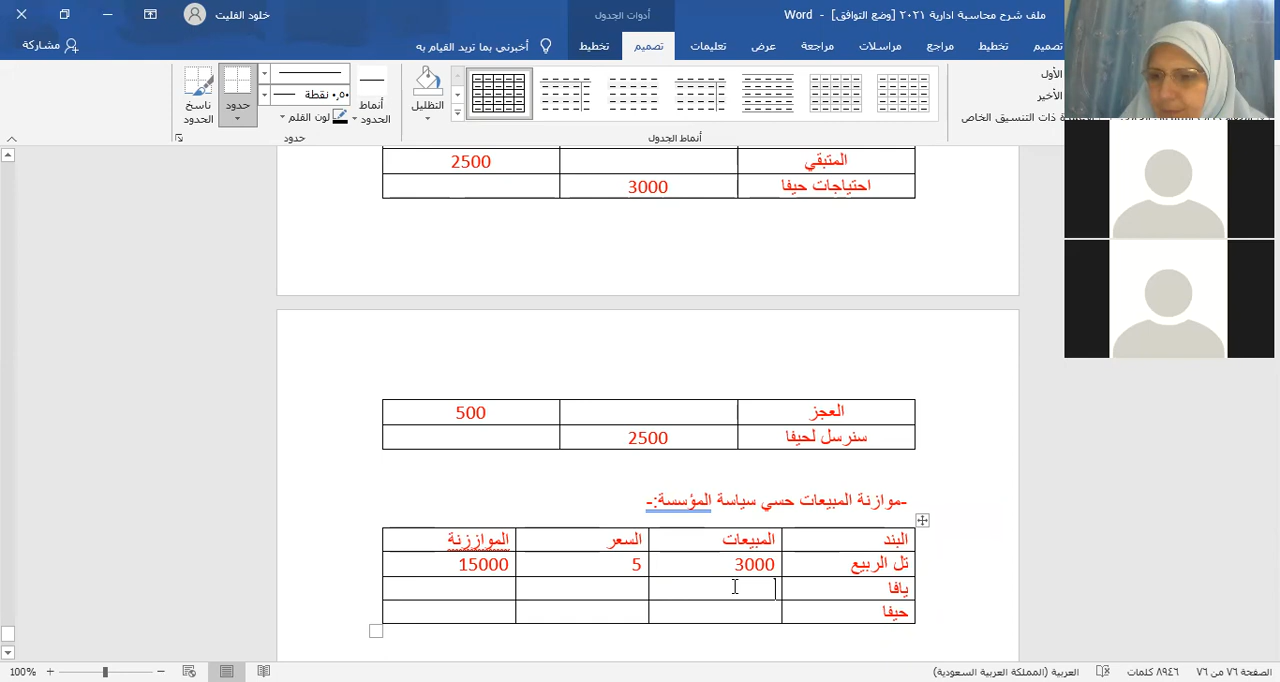 ملف شرح محاسبة ادارية ٢٠٢١ [وضع التوافق] - Word
أدوات الجدول
خلود الفليت
تصميم
تخطيط
مراجع
مراسلات
مراجعة
عرض
تعليمات
تصميم
تخطيط
أخبرني بما تريد القيام به
مشاركة
الأول
الأخير
ذات التنسيق الخاص
أنماط الجدول
التظليل
أنماط الحدود
٠,٥ نقطة
لون القلم
حدود
ناسخ الحدود
حدود
المتبقي 2500
احتياجات حيفا 3000
العجز 500
سنرسل لحيفا 2500
-موازنة المبيعات حسي سياسة المؤسسة:-
البند المبيعات السعر المواززنة
تل الربيع 3000 5 15000
يافا
حيفا
الصفحة ٧٦ من ٧٦
٨٩٤٦ كلمات
العربية (المملكة العربية السعودية)
100%